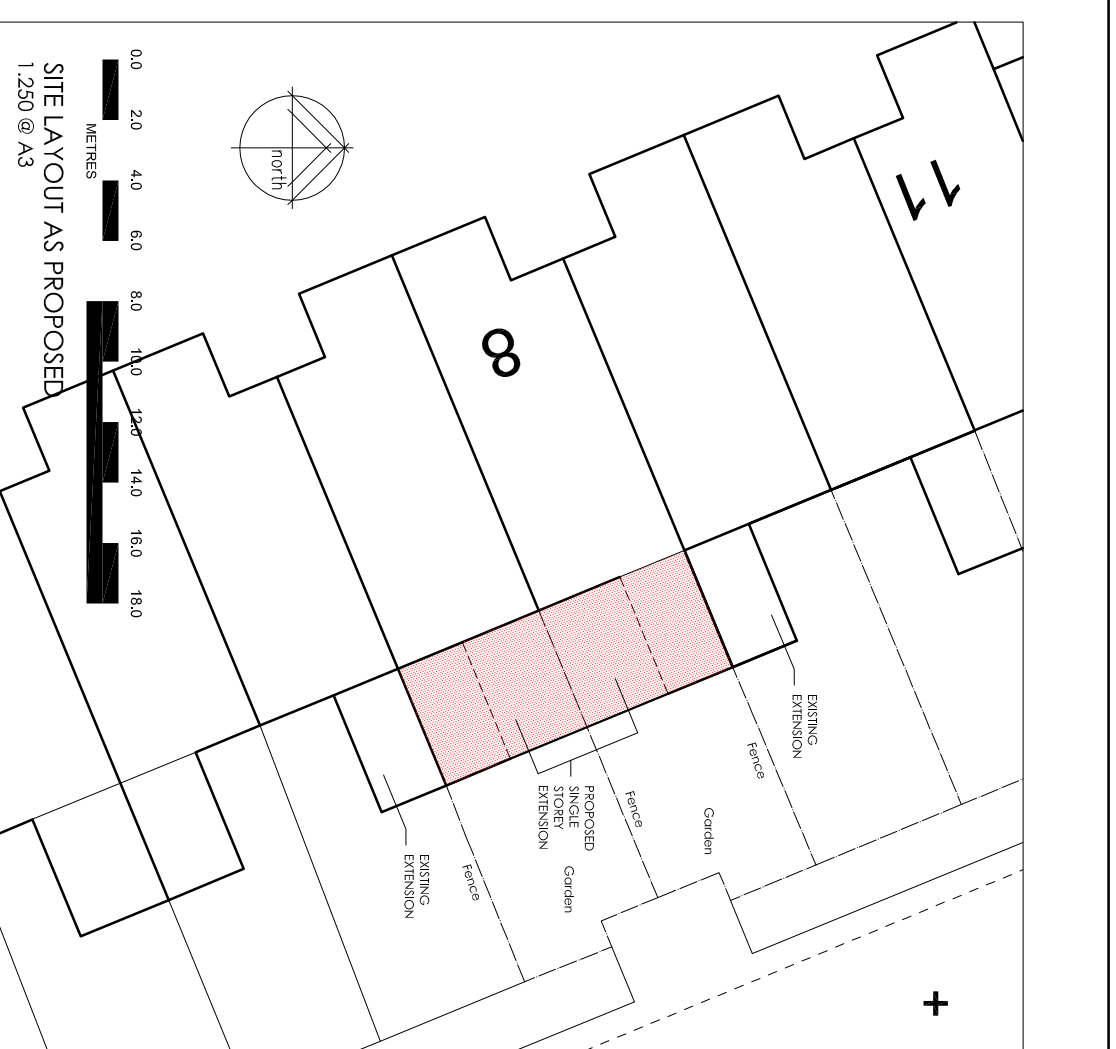 SITE LAYOUT AS PROPOSED
1.250 @ A3
0.0 2.0 4.0 6.0 8.0 10.0 12.0 14.0 16.0 18.0
METRES
north
11
8
EXISTING
EXTENSION
Fence
Garden
Fence
PROPOSED
SINGLE
STOREY
EXTENSION
Garden
Fence
EXISTING
EXTENSION